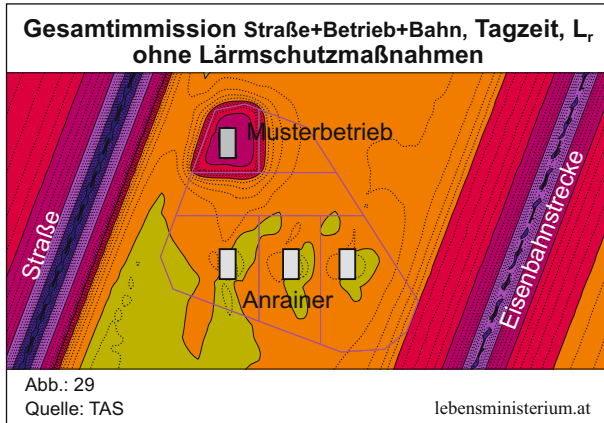 Gesamtimmission Straße+Betrieb+Bahn, Tagzeit, Lr
ohne Lärmschutzmaßnahmen
Musterbetrieb
Straße
Eisenbahnstrecke
Anrainer
Abb.: 29
Quelle: TAS
lebensministerium.at